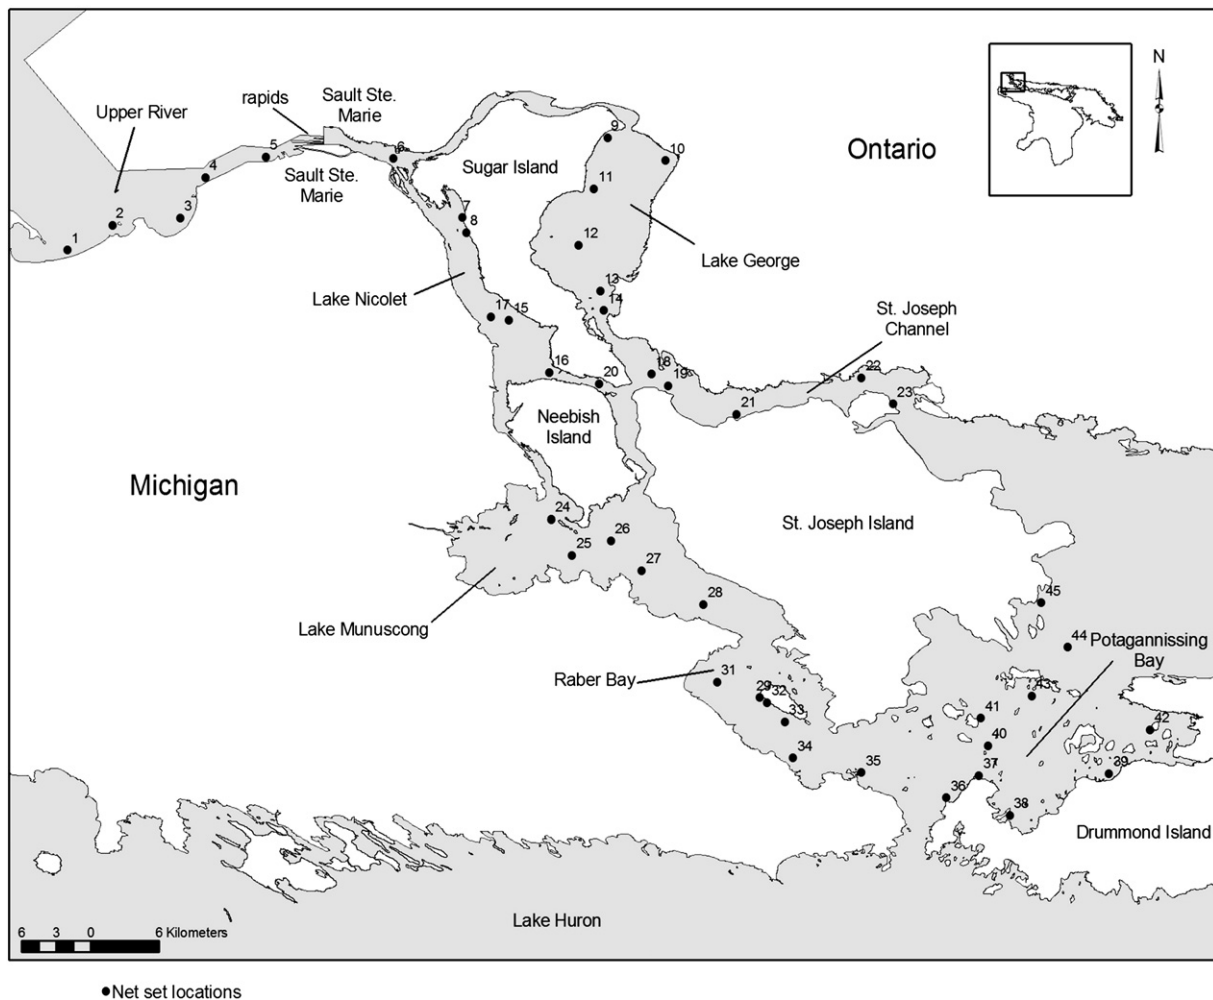 N
Upper River
rapids
Sault Ste.
Marie
Sault Ste.
Marie
Sugar Island
Ontario
Lake George
Lake Nicolet
St. Joseph
Channel
Neebish
Island
Michigan
St. Joseph Island
Lake Munuscong
Raber Bay
Potagannissing
Bay
Drummond Island
Lake Huron
1
2
3
4
5
6
7
8
9
10
11
12
13
14
17
15
16
20
18
19
21
22
23
24
25
26
27
28
31
29
32
33
34
35
36
37
38
39
40
41
42
43
44
45
6 3 0 6 Kilometers
●Net set locations